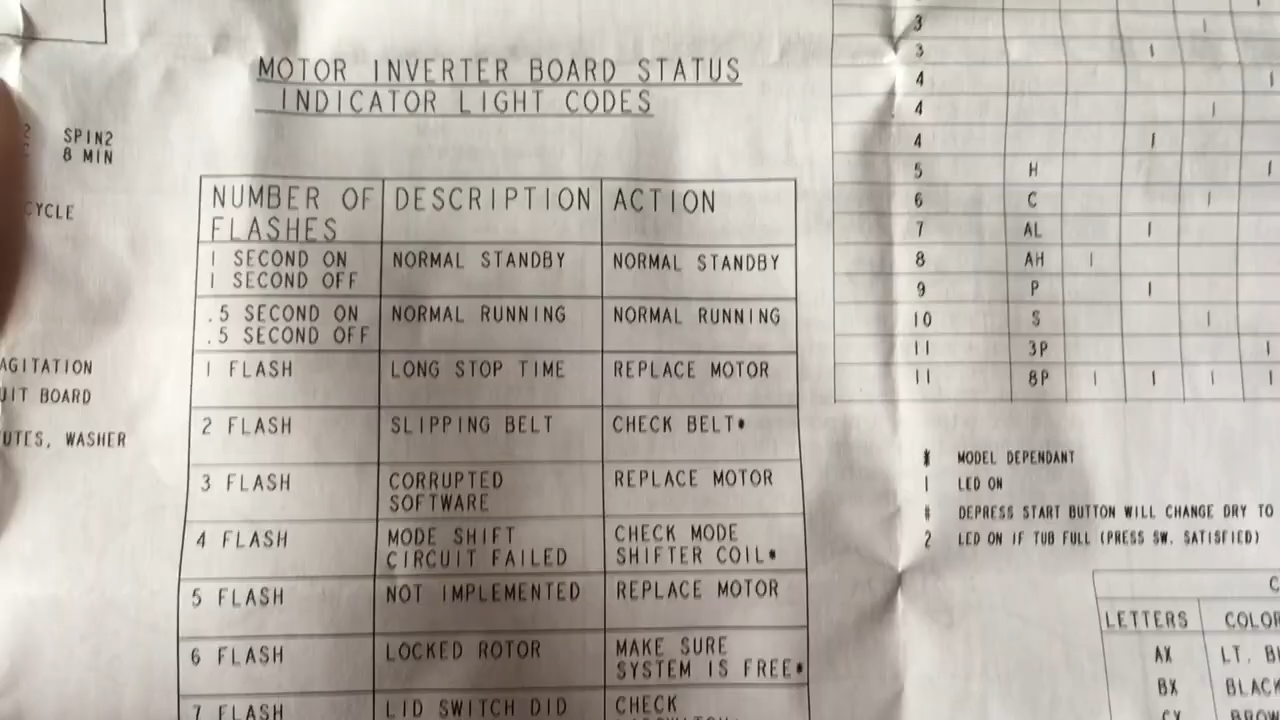 MOTOR INVERTER BOARD STATUS
INDICATOR LIGHT CODES
SPIN2
8 MIN
CYCLE
AGITATION
BOARD
WASHER
NUMBER OF FLASHES DESCRIPTION ACTION
1 SECOND ON
1 SECOND OFF NORMAL STANDBY NORMAL STANDBY
.5 SECOND ON
.5 SECOND OFF NORMAL RUNNING NORMAL RUNNING
1 FLASH LONG STOP TIME REPLACE MOTOR
2 FLASH SLIPPING BELT CHECK BELT*
3 FLASH CORRUPTED
SOFTWARE REPLACE MOTOR
4 FLASH MODE SHIFT
CIRCUIT FAILED CHECK MODE
SHIFTER COIL*
5 FLASH NOT IMPLEMENTED REPLACE MOTOR
6 FLASH LOCKED ROTOR MAKE SURE
SYSTEM IS FREE*
7 FLASH LID SWITCH DID CHECK
3 |
3 |
4 |
4 |
4 |
5 H |
6 C |
7 AL |
8 AH |
9 P |
10 S |
11 3P |
11 8P | | | |
* MODEL DEPENDANT
| LED ON
# DEPRESS START BUTTON WILL CHANGE DRY TO
2 LED ON IF TUB FULL (PRESS SW. SATISFIED)
LETTERS COLOR
AX LT.
BX BLACK
CX BROW